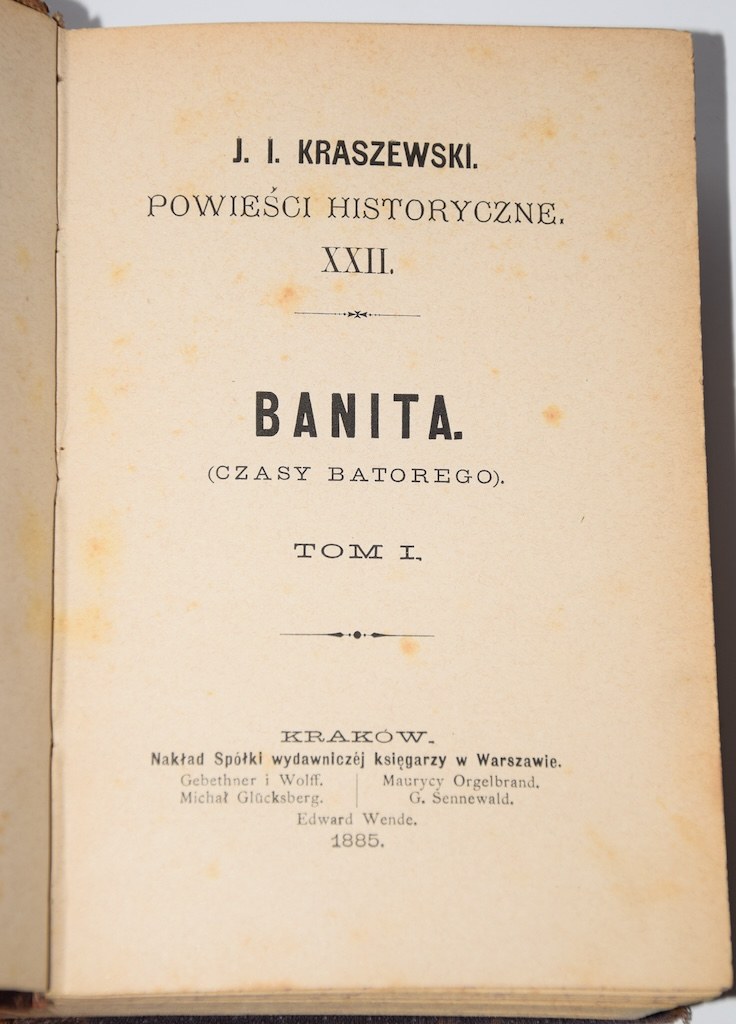 J. I. KRASZEWSKI.
POWIEŚCI HISTORYCZNE.
XXII.
BANITA.
(CZASY BATOREGO).
TOM I.
KRAKÓW.
Nakład Spółki wydawniczéj księgarzy w Warszawie.
Gebethner i Wolff. Maurycy Orgelbrand.
Michał Glücksberg. G. Sennewald.
Edward Wende.
1885.